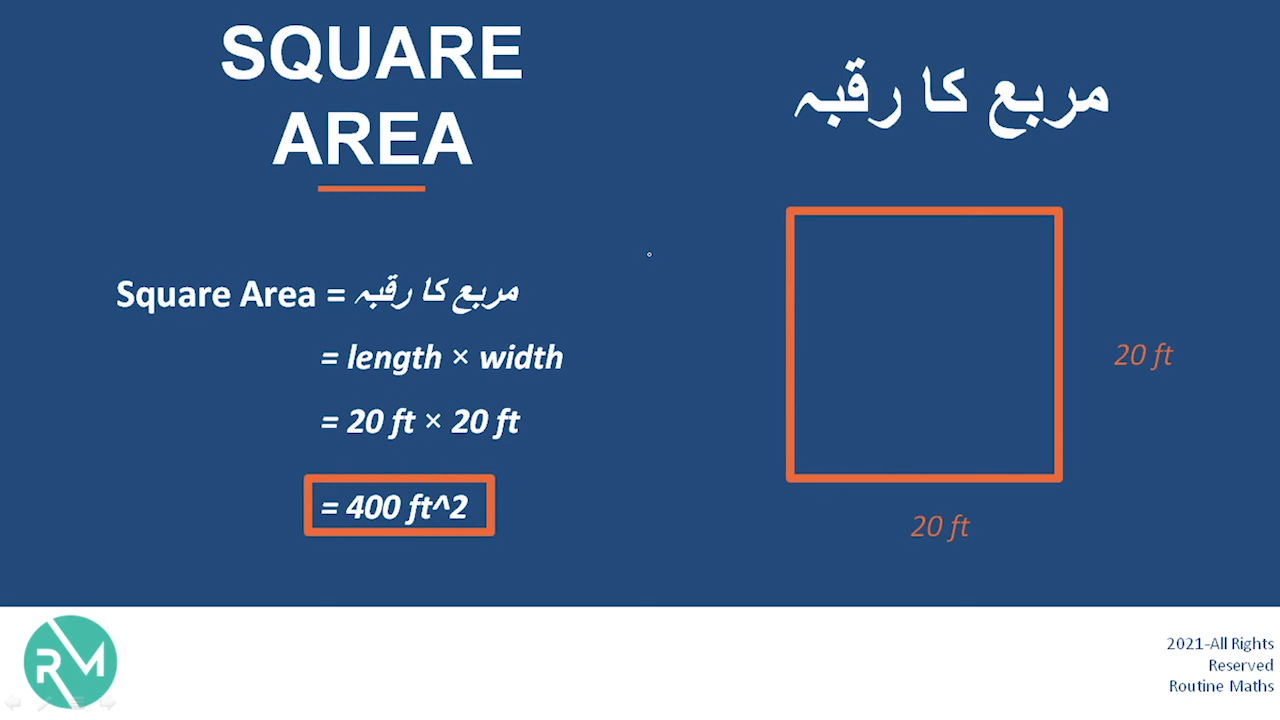 SQUARE
AREA
مربع کا رقبہ
Square Area = مربع کا رقبہ
= length × width
= 20 ft × 20 ft
= 400 ft^2
20 ft
20 ft
RM
2021-All Rights
Reserved
Routine Maths